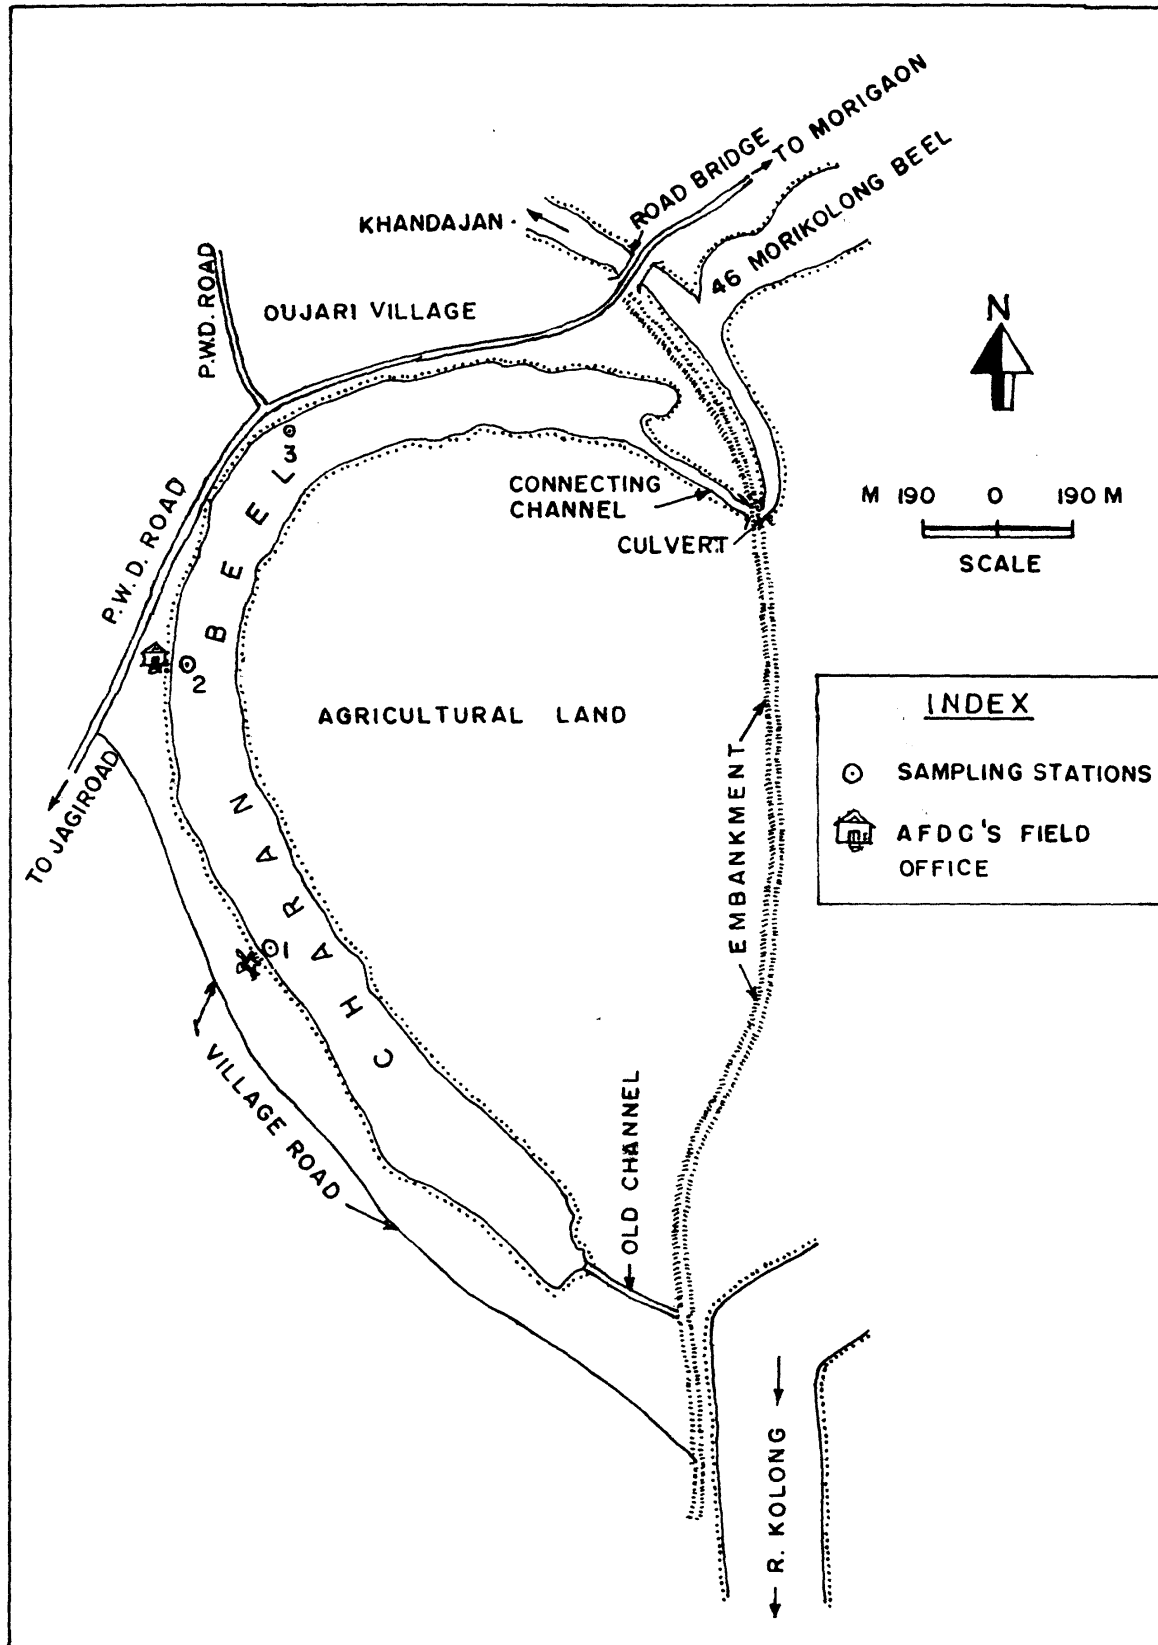 TO MORIGAON
ROAD BRIDGE
46 MORIKOLONG BEEL
KHANDAJAN
P.W.D. ROAD
OUJARI VILLAGE
N
3
CONNECTING
CHANNEL
CULVERT
M 190 0 190 M
SCALE
P.W.D. ROAD
2
AGRICULTURAL LAND
INDEX
SAMPLING STATIONS
AFDC'S FIELD
OFFICE
TO JAGIROAD
EMBANKMENT
1
CHARAN BEEL
VILLAGE ROAD
OLD CHANNEL
R. KOLONG